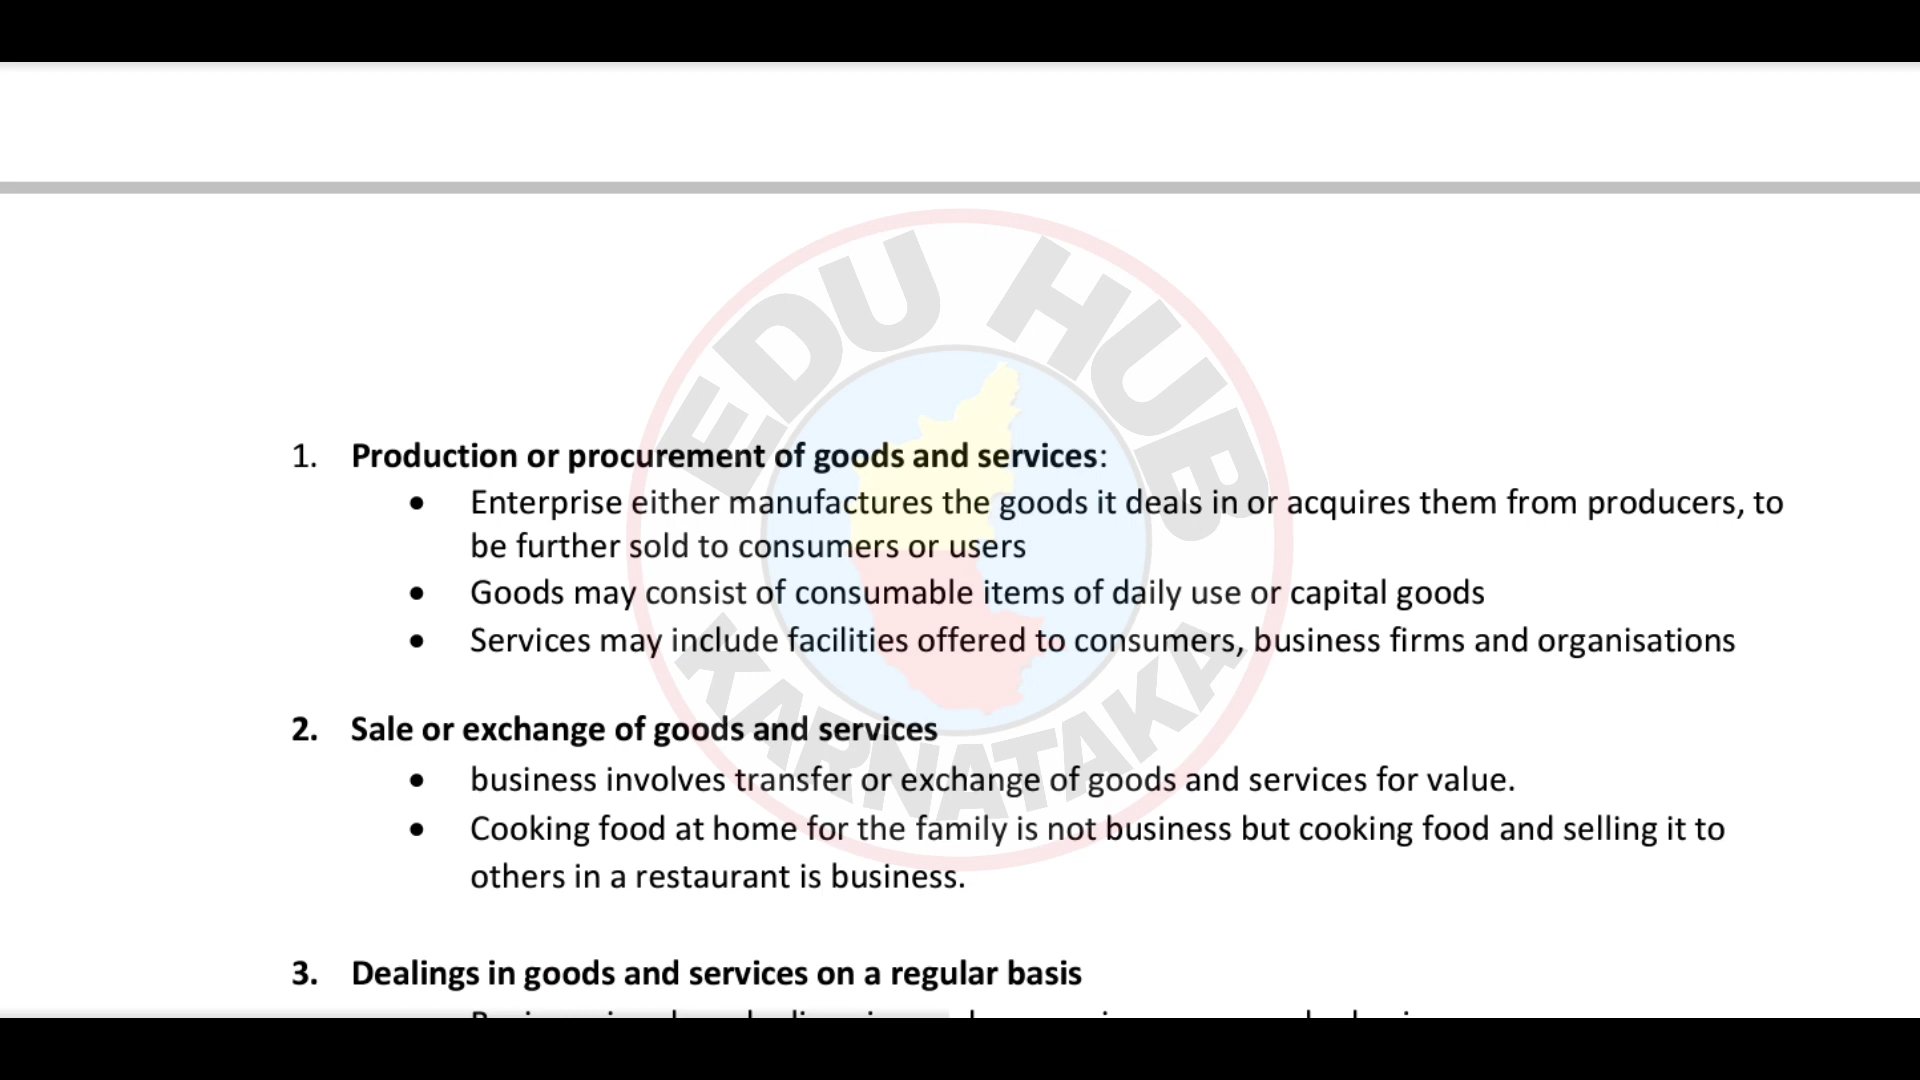 EDU HUB
KARNATAKA
1. Production or procurement of goods and services:
• Enterprise either manufactures the goods it deals in or acquires them from producers, to
be further sold to consumers or users
• Goods may consist of consumable items of daily use or capital goods
• Services may include facilities offered to consumers, business firms and organisations
2. Sale or exchange of goods and services
• business involves transfer or exchange of goods and services for value.
• Cooking food at home for the family is not business but cooking food and selling it to
others in a restaurant is business.
3. Dealings in goods and services on a regular basis